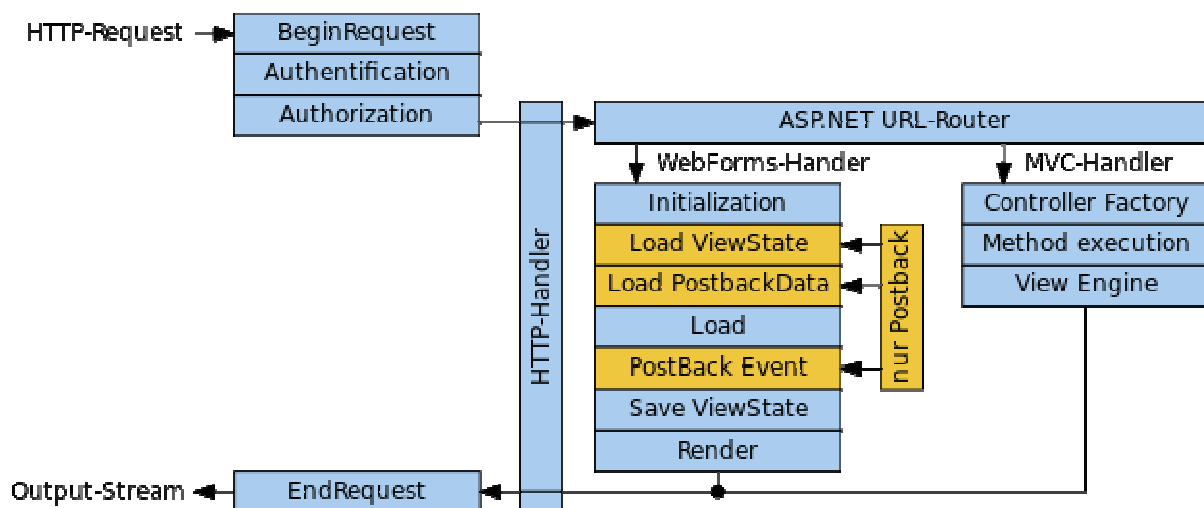 HTTP-Request
BeginRequest
Authentification
Authorization
HTTP-Handler
ASP.NET URL-Router
WebForms-Hander
MVC-Handler
Initialization
Load ViewState
Load PostbackData
Load
PostBack Event
Save ViewState
Render
nur Postback
Controller Factory
Method execution
View Engine
Output-Stream
EndRequest